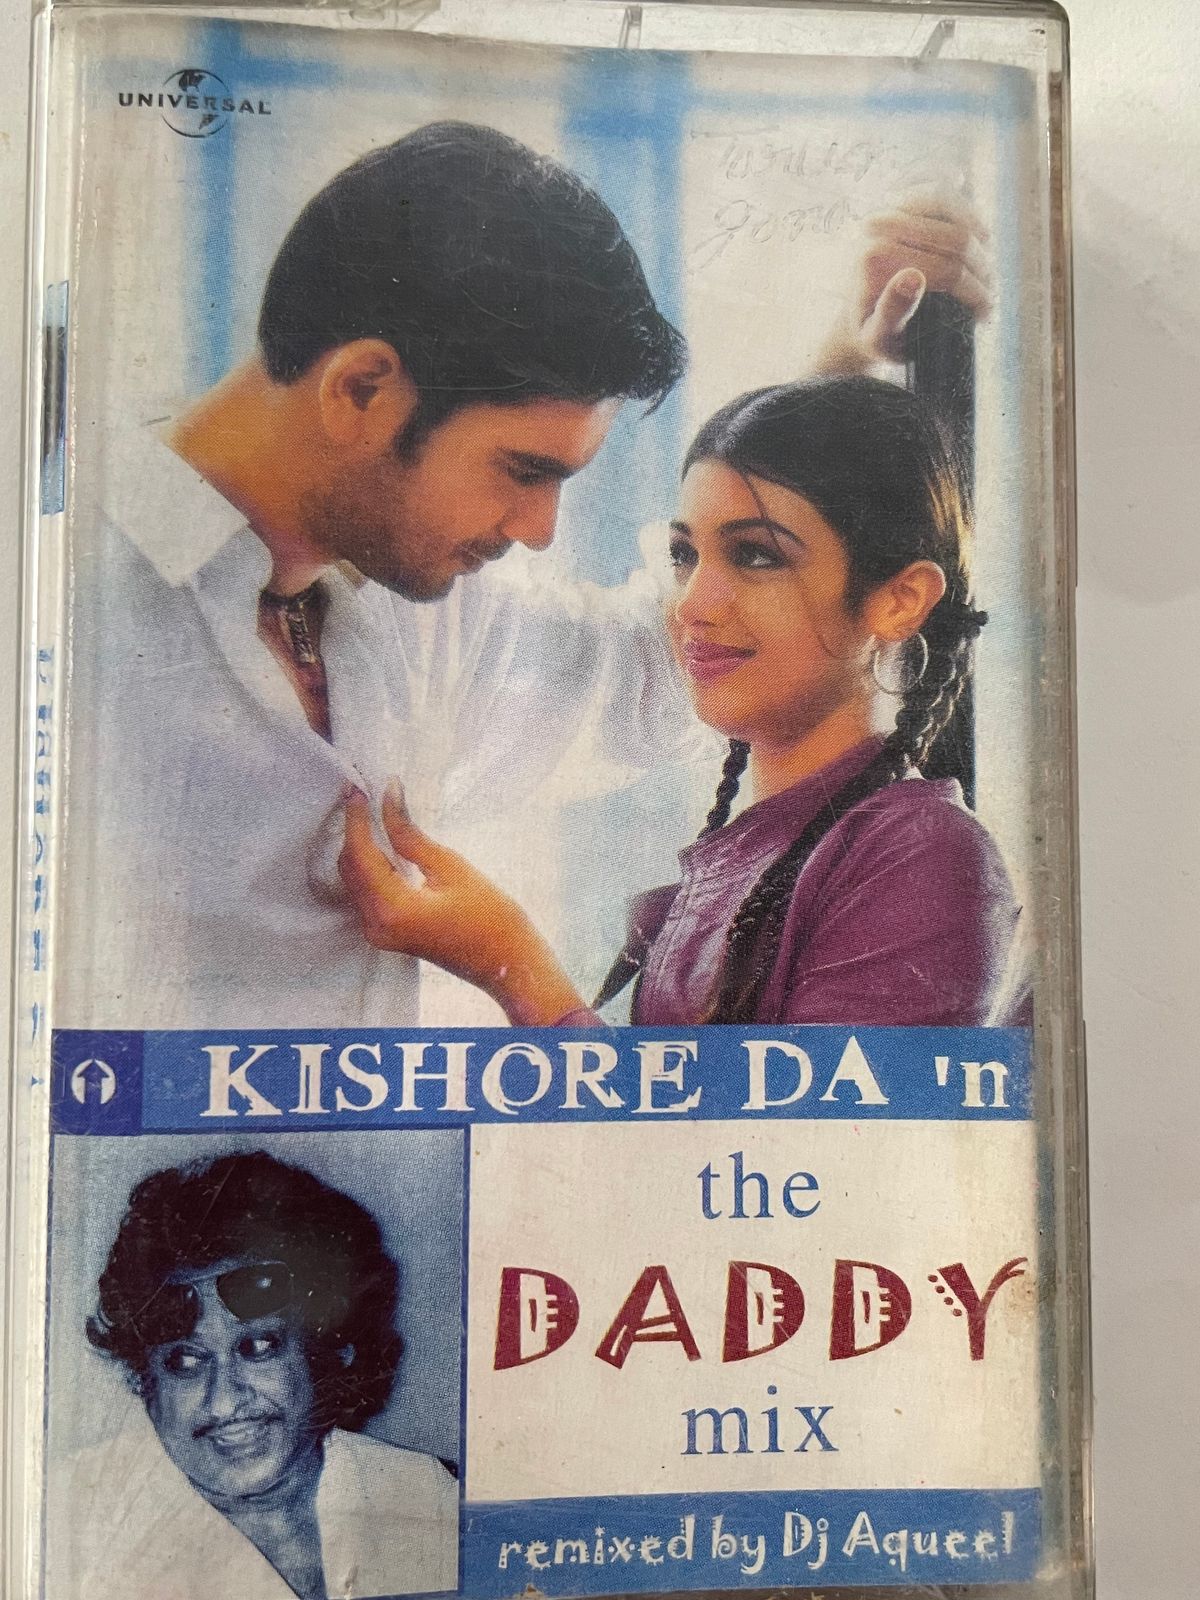 UNIVERSAL
KISHORE DA 'n
the
DADDY
mix
remixed by Dj Aqueel